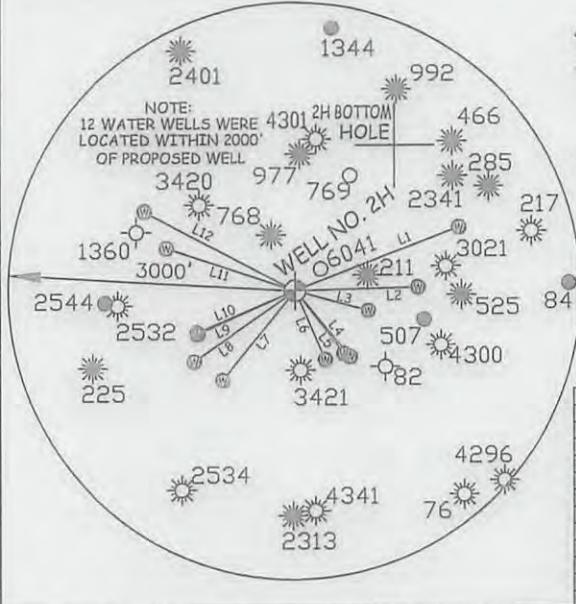 1344
2401
992
NOTE:
12 WATER WELLS WERE
LOCATED WITHIN 2000'
OF PROPOSED WELL
4301
2H BOTTOM
HOLE
466
977
769
285
2341
3420
768
217
WELL NO. 2H
L1
L12
1360
6041
3021
3000'
L11
211
L2
525
84
2544
2532
L10
L9
L8
L7
L6
L5
L4
L3
507
4300
82
225
3421
4296
2534
4341
76
2313
W
W
W
W
W
W
W
W
W
W